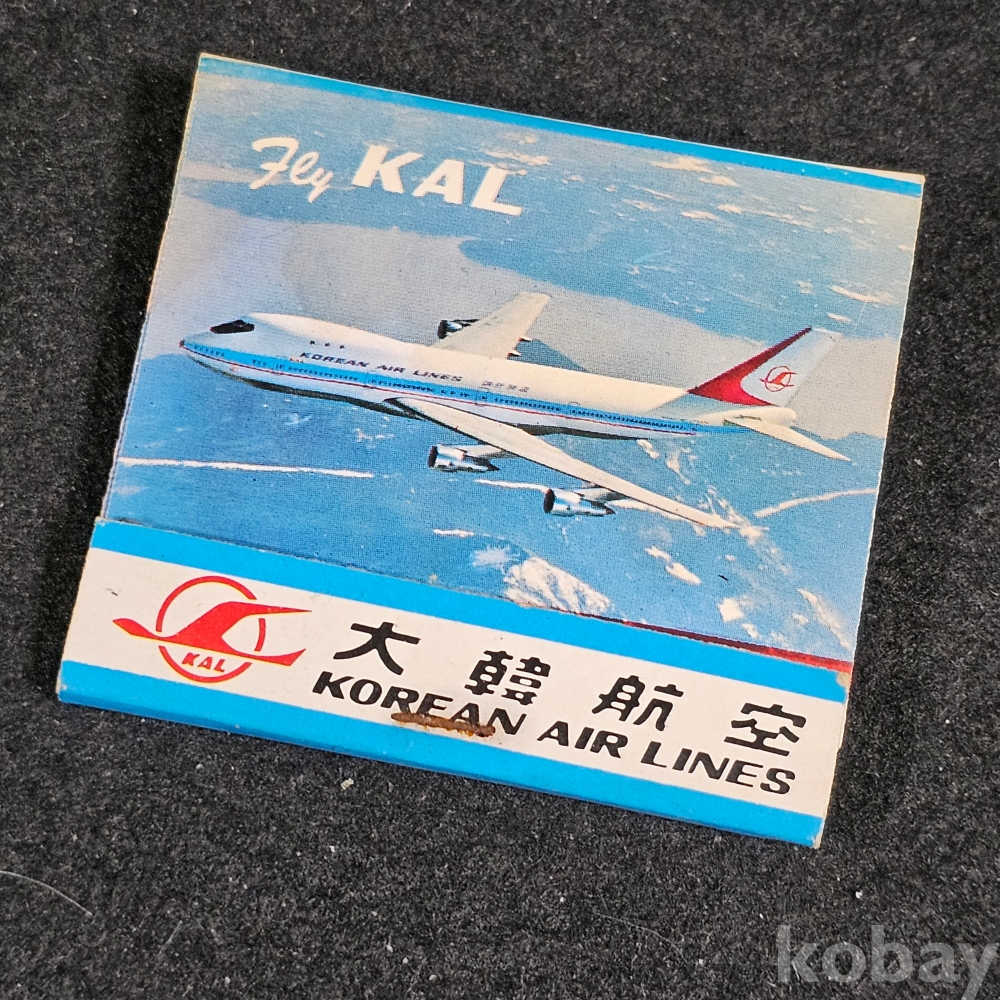 Fly KAL
KOREAN AIR LINES
KAL
大韓航空
KOREAN AIR LINES
kobay